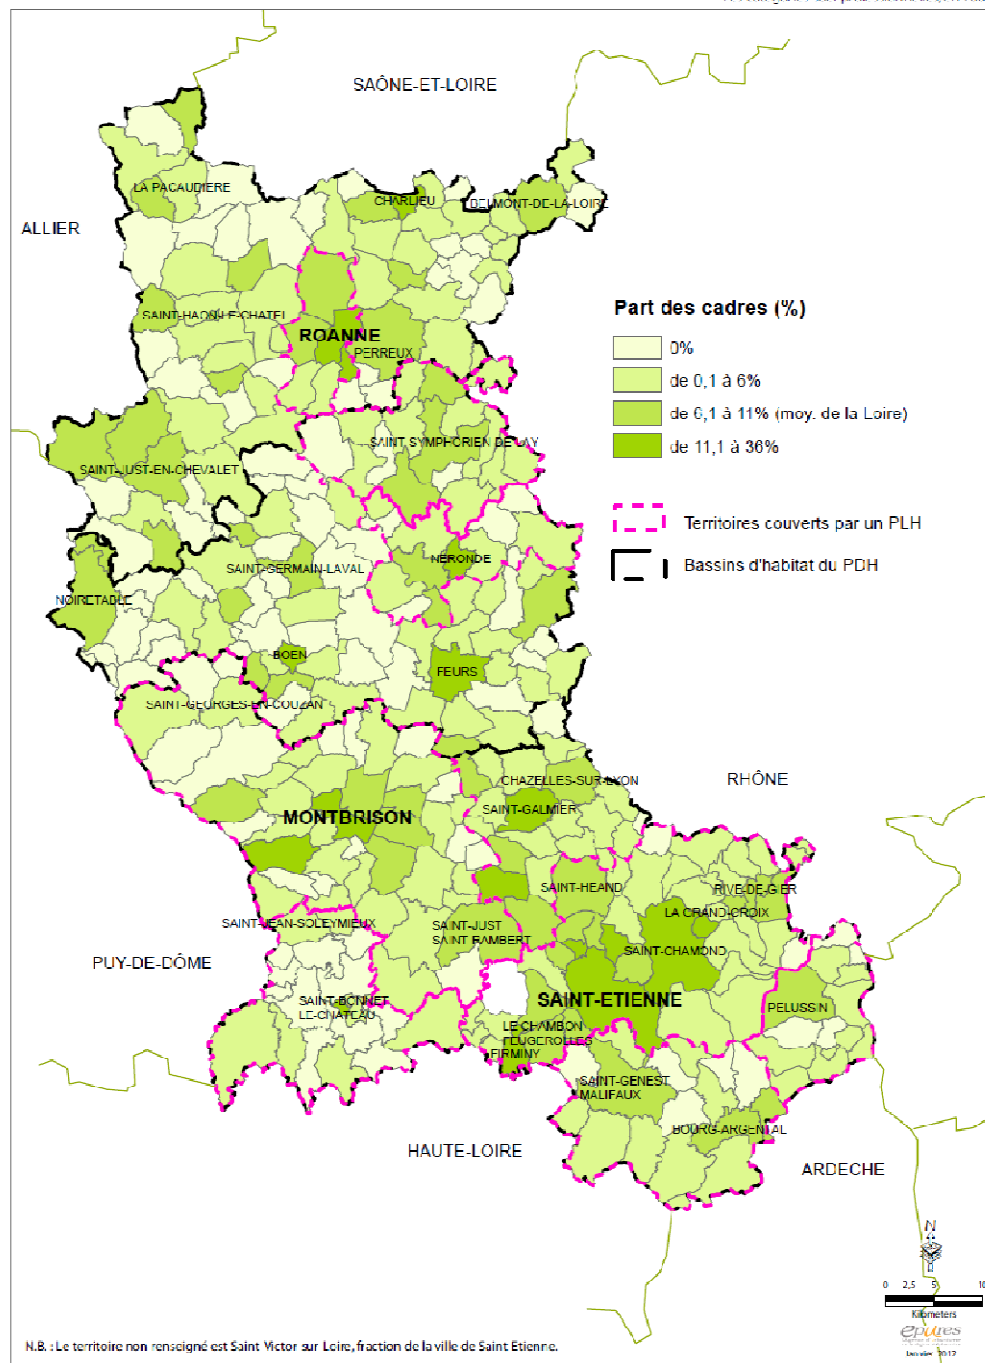 SAÔNE-ET-LOIRE
LA PACAUDIERE
CHARLIEU
BELMONT-DE-LA-LOIRE
ALLIER
SAINT-HAON-LE-CHATEL
ROANNE
PERREUX
Part des cadres (%)
0%
de 0,1 à 6%
de 6,1 à 11% (moy. de la Loire)
de 11,1 à 36%
Territoires couverts par un PLH
Bassins d'habitat du PDH
SAINT SYMPHORIEN DE LAY
SAINT-JUST-EN-CHEVALET
NERONDE
SAINT-GERMAIN-LAVAL
NOIRETABLE
BOEN
FEURS
SAINT-GEORGES-EN-COUZAN
CHAZELLES-SUR-LYON
RHÔNE
SAINT-GALMIER
MONTBRISON
SAINT-HEAND
RIVE-DE-GIER
LA GRAND-CROIX
SAINT-JEAN-SOLEYMIEUX
SAINT-JUST
SAINT RAMBERT
SAINT-CHAMOND
PUY-DE-DÔME
SAINT-BONNET
LE-CHATEAU
SAINT-ETIENNE
PELUSSIN
LE CHAMBON
FEUGEROLLES
FIRMINY
SAINT-GENEST
MALIFAUX
BOURG-ARGENTAL
HAUTE-LOIRE
ARDECHE
N
0 2,5 5 10
Kilometers
epures
Janvier 2012
N.B. : Le territoire non renseigné est Saint Victor sur Loire, fraction de la ville de Saint Etienne.